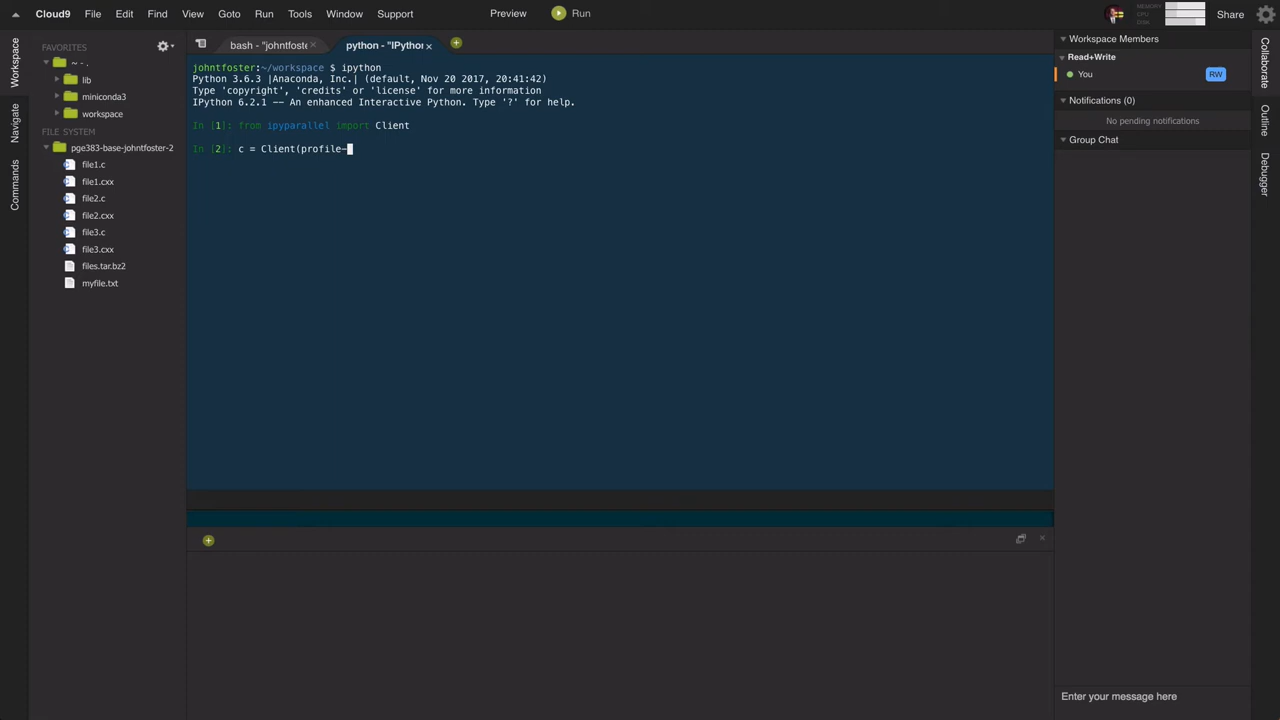 Cloud9 File Edit Find View Goto Run Tools Window Support Preview Run MEMORY CPU DISK Share
Workspace
Navigate
Commands
FAVORITES
~ - .
lib
miniconda3
workspace
FILE SYSTEM
pge383-base-johntfoster-2
file1.c
file1.cxx
file2.c
file2.cxx
file3.c
file3.cxx
files.tar.bz2
myfile.txt
bash - "johntfoste
python - "IPython
johntfoster:~/workspace $ ipython
Python 3.6.3 |Anaconda, Inc.| (default, Nov 20 2017, 20:41:42)
Type 'copyright', 'credits' or 'license' for more information
IPython 6.2.1 -- An enhanced Interactive Python. Type '?' for help.
In [1]: from ipyparallel import Client
In [2]: c = Client(profile-
Workspace Members
Read+Write
You RW
Notifications (0)
No pending notifications
Group Chat
Enter your message here
Collaborate
Outline
Debugger